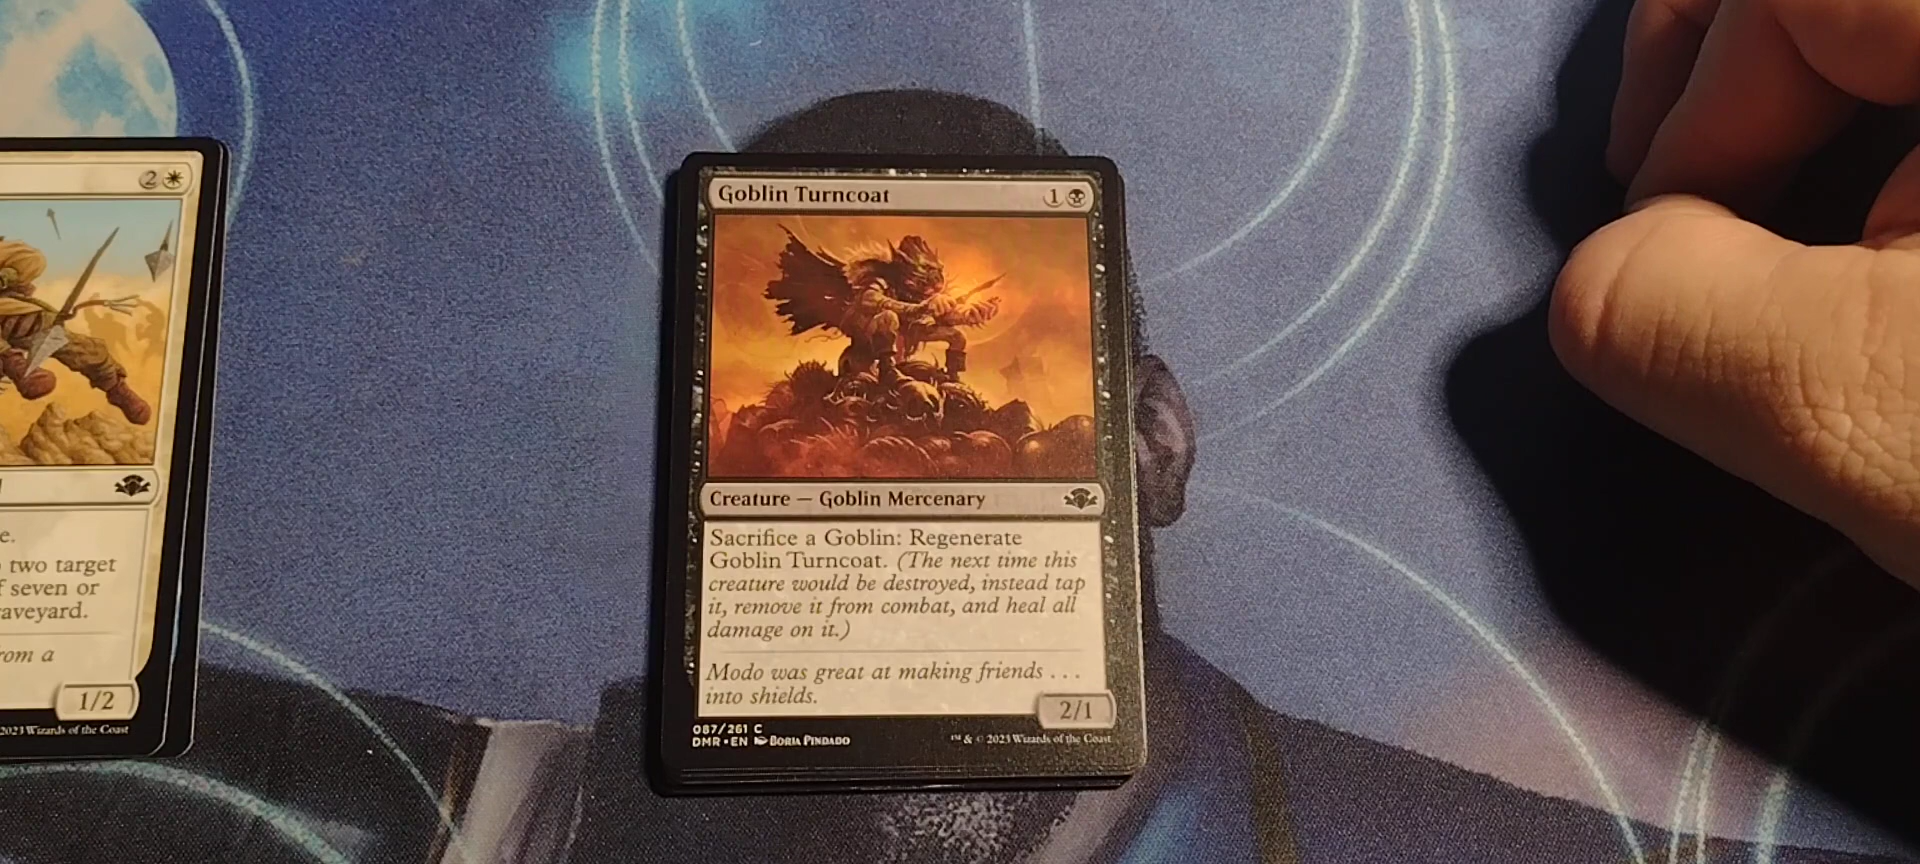 2
e.
two target
f seven or
aveyard.
rom a
1/2
2023 Wizards of the Coast
Goblin Turncoat 1
Creature — Goblin Mercenary
Sacrifice a Goblin: Regenerate
Goblin Turncoat. (The next time this
creature would be destroyed, instead tap
it, remove it from combat, and heal all
damage on it.)
Modo was great at making friends . . .
into shields.
2/1
087/261 C
DMR • EN Borja Pindado
™ & © 2023 Wizards of the Coast